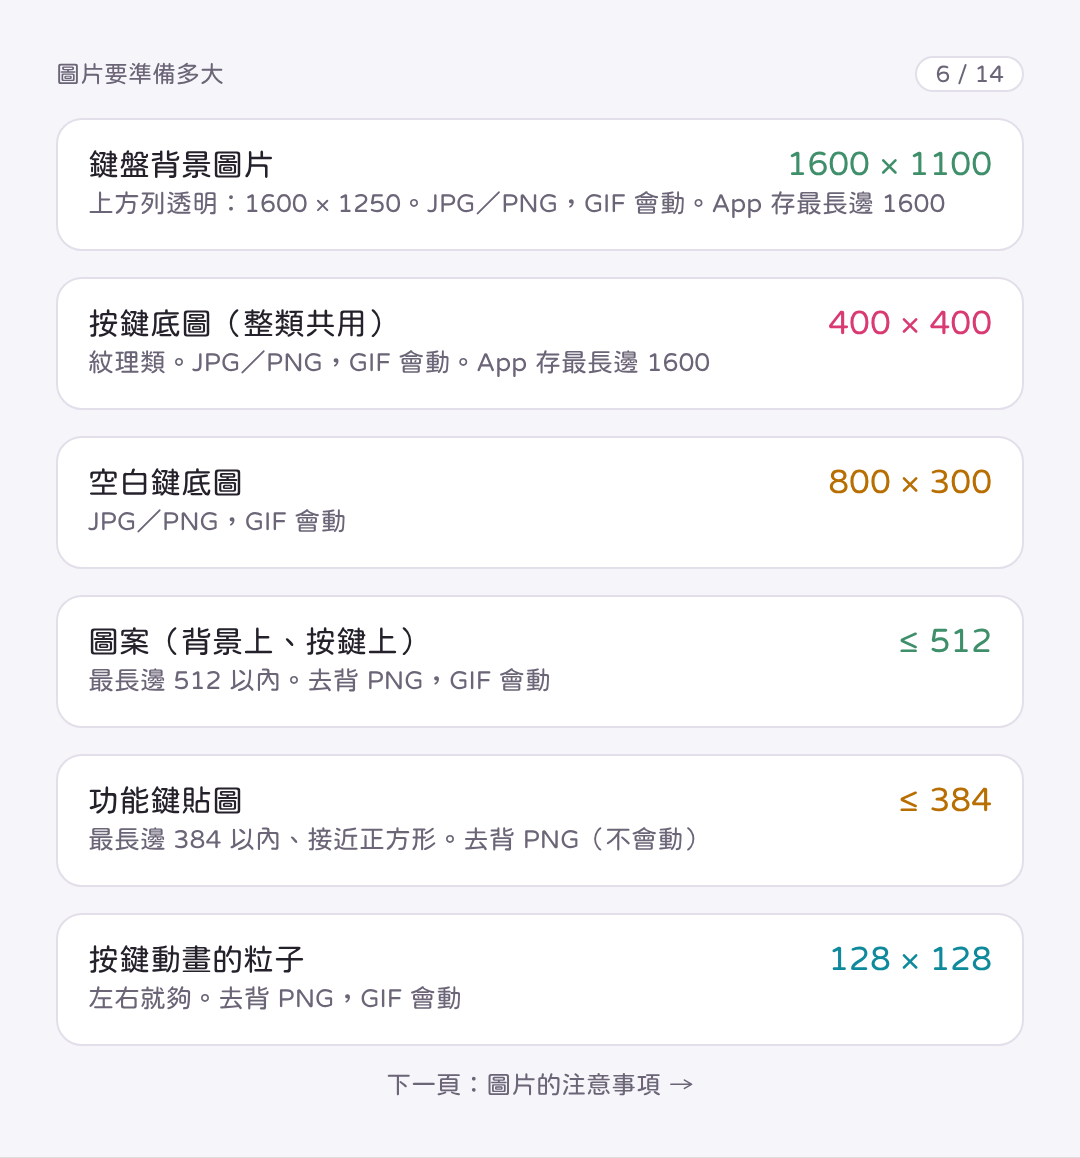 圖片要準備多大
6 / 14
鍵盤背景圖片
1600 × 1100
上方列透明：1600 × 1250。JPG／PNG，GIF 會動。App 存最長邊 1600
按鍵底圖（整類共用）
400 × 400
紋理類。JPG／PNG，GIF 會動。App 存最長邊 1600
空白鍵底圖
800 × 300
JPG／PNG，GIF 會動
圖案（背景上、按鍵上）
≤ 512
最長邊 512 以內。去背 PNG，GIF 會動
功能鍵貼圖
≤ 384
最長邊 384 以內、接近正方形。去背 PNG（不會動）
按鍵動畫的粒子
128 × 128
左右就夠。去背 PNG，GIF 會動
下一頁：圖片的注意事項 →